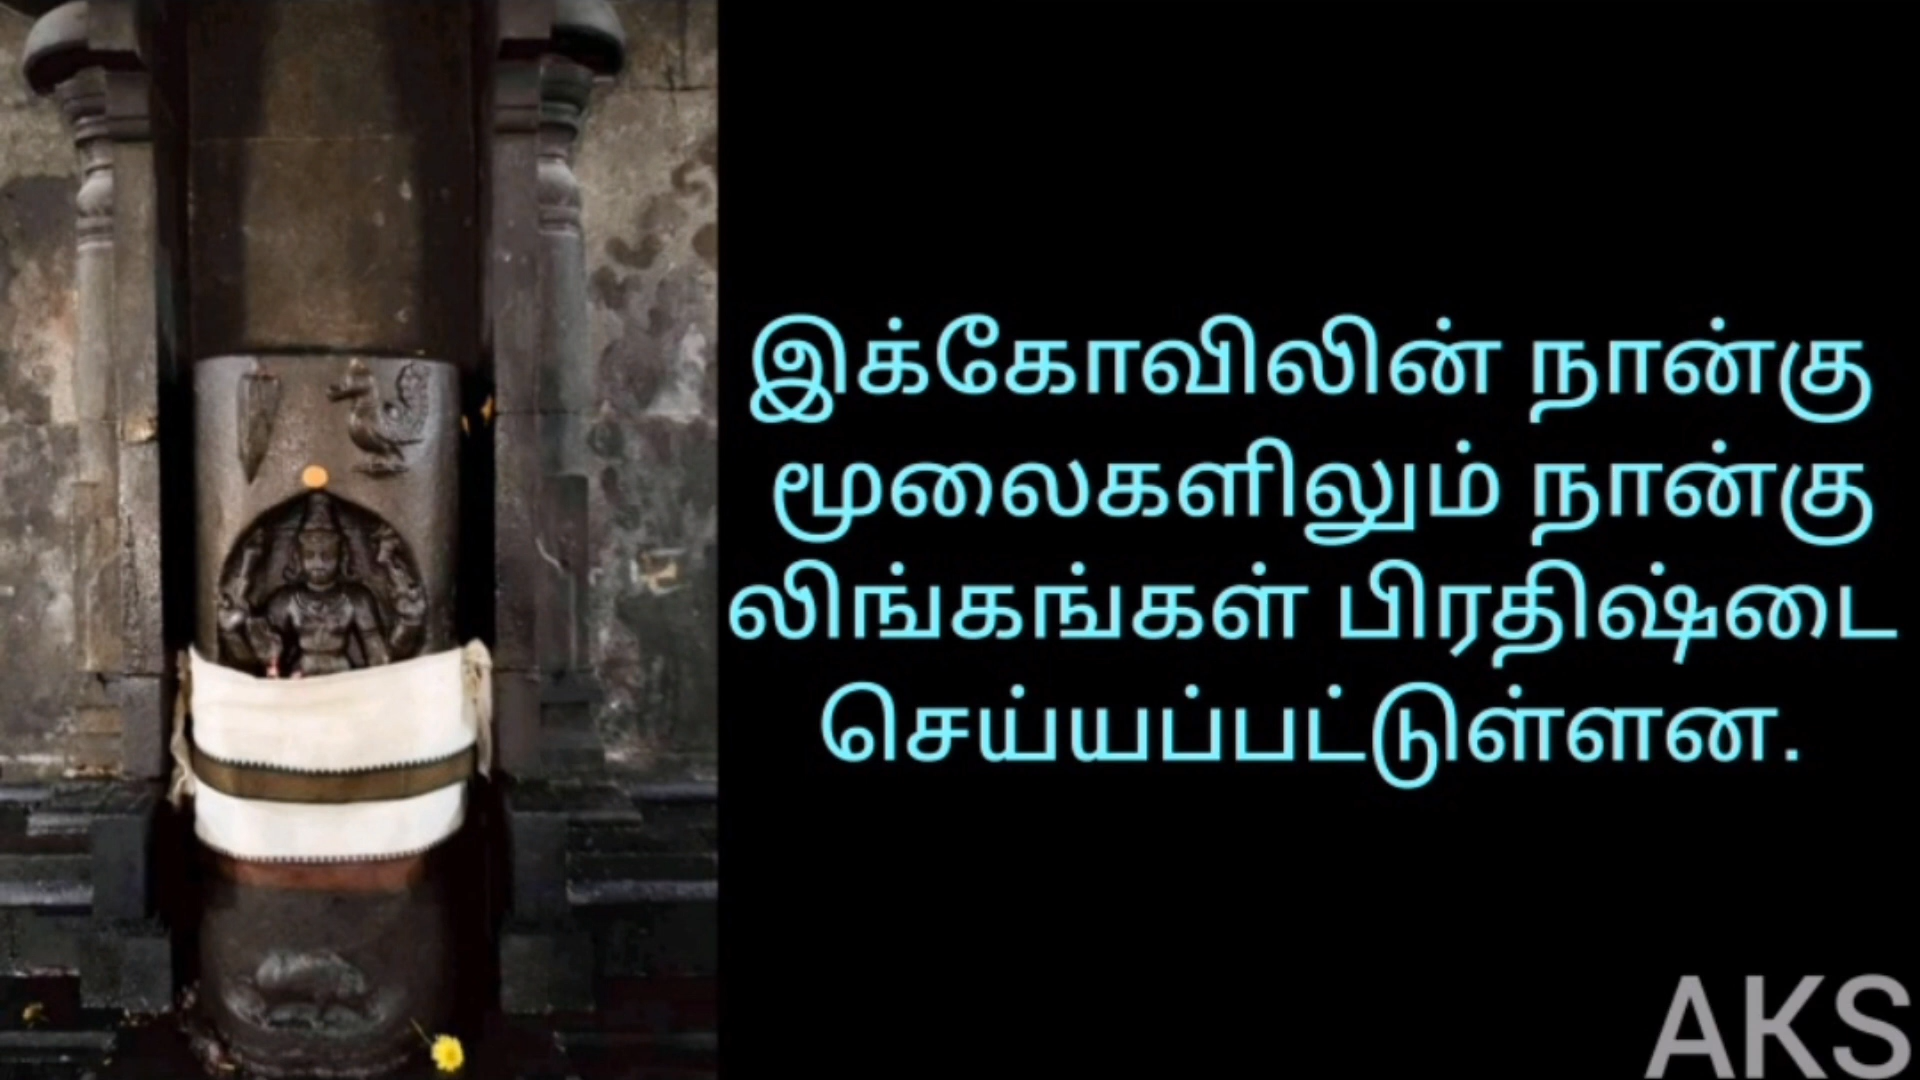 இக்கோவிலின் நான்கு
மூலைகளிலும் நான்கு
லிங்கங்கள் பிரதிஷ்டை
செய்யப்பட்டுள்ளன.
AKS